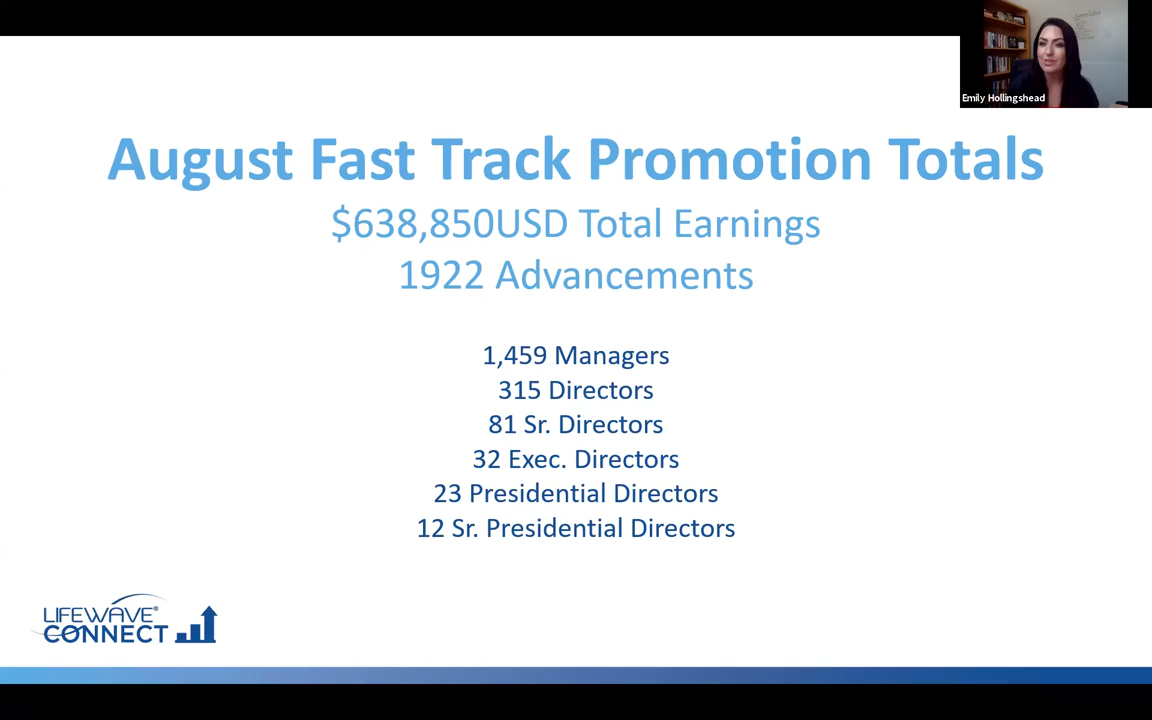 Emily Hollingshead
August Fast Track Promotion Totals
$638,850USD Total Earnings
1922 Advancements
1,459 Managers
315 Directors
81 Sr. Directors
32 Exec. Directors
23 Presidential Directors
12 Sr. Presidential Directors
LIFEWAVE®
CONNECT